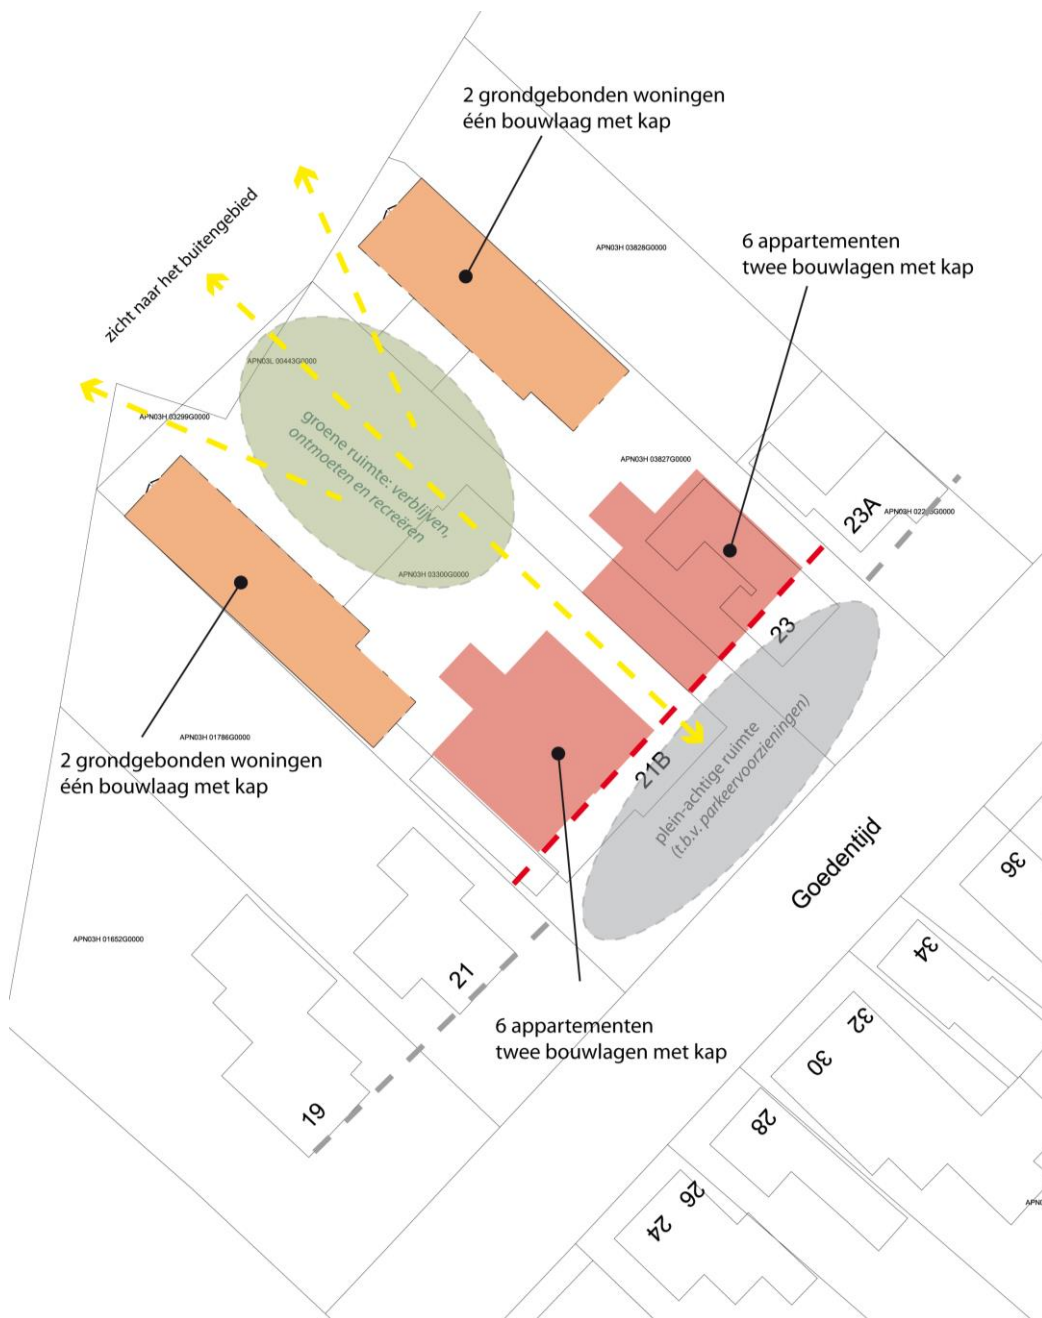 2 grondgebonden woningen
één bouwlaag met kap
zicht naar het buitengebied
6 appartementen
twee bouwlagen met kap
APN03H 03828G0000
APN03L 00443G0000
APN03H 03299G0000
groene ruimte: verblijven,
ontmoeten en recreëren
APN03H 03827G0000
23A
APN03H 03300G0000
23
21B
plein-achtige ruimte
(t.b.v. parkeervoorzieningen)
APN03H 01786G0000
2 grondgebonden woningen
één bouwlaag met kap
Goedentijd
36
34
APN03H 01652G0000
21
32
30
6 appartementen
twee bouwlagen met kap
19
28
26
24